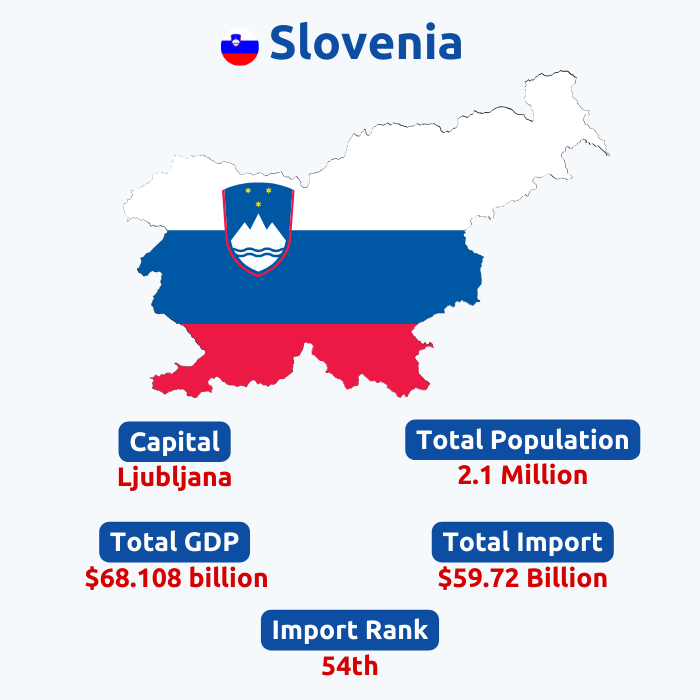 Slovenia
Capital
Ljubljana
Total Population
2.1 Million
Total GDP
$68.108 billion
Total Import
$59.72 Billion
Import Rank
54th